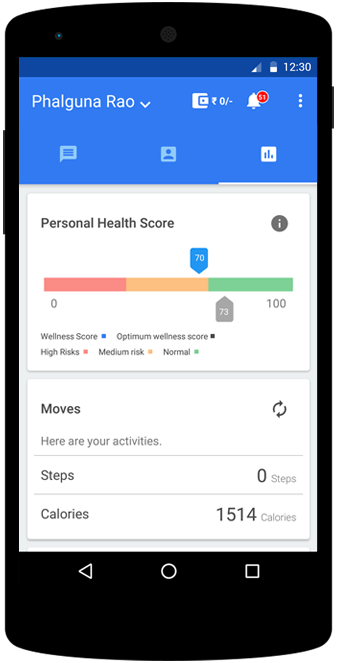 12:30
Phalguna Rao ₹ 0/- 51
Personal Health Score
70
0 100
73
Wellness Score Optimum wellness score
High Risks Medium risk Normal
Moves
Here are your activities.
Steps 0 Steps
Calories 1514 Calories